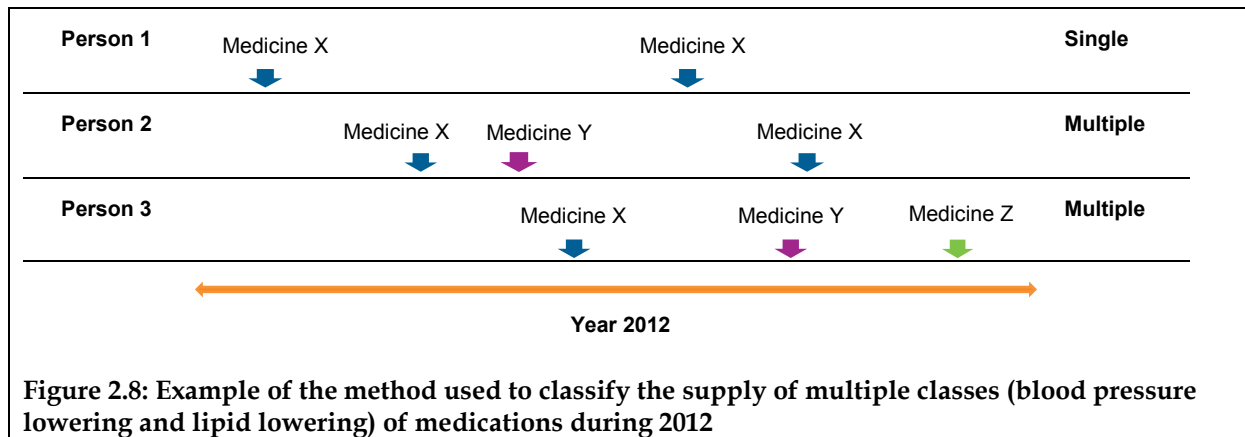 Person 1
Medicine X
Medicine X
Single
Person 2
Medicine X
Medicine Y
Medicine X
Multiple
Person 3
Medicine X
Medicine Y
Medicine Z
Multiple
Year 2012
Figure 2.8: Example of the method used to classify the supply of multiple classes (blood pressure
lowering and lipid lowering) of medications during 2012